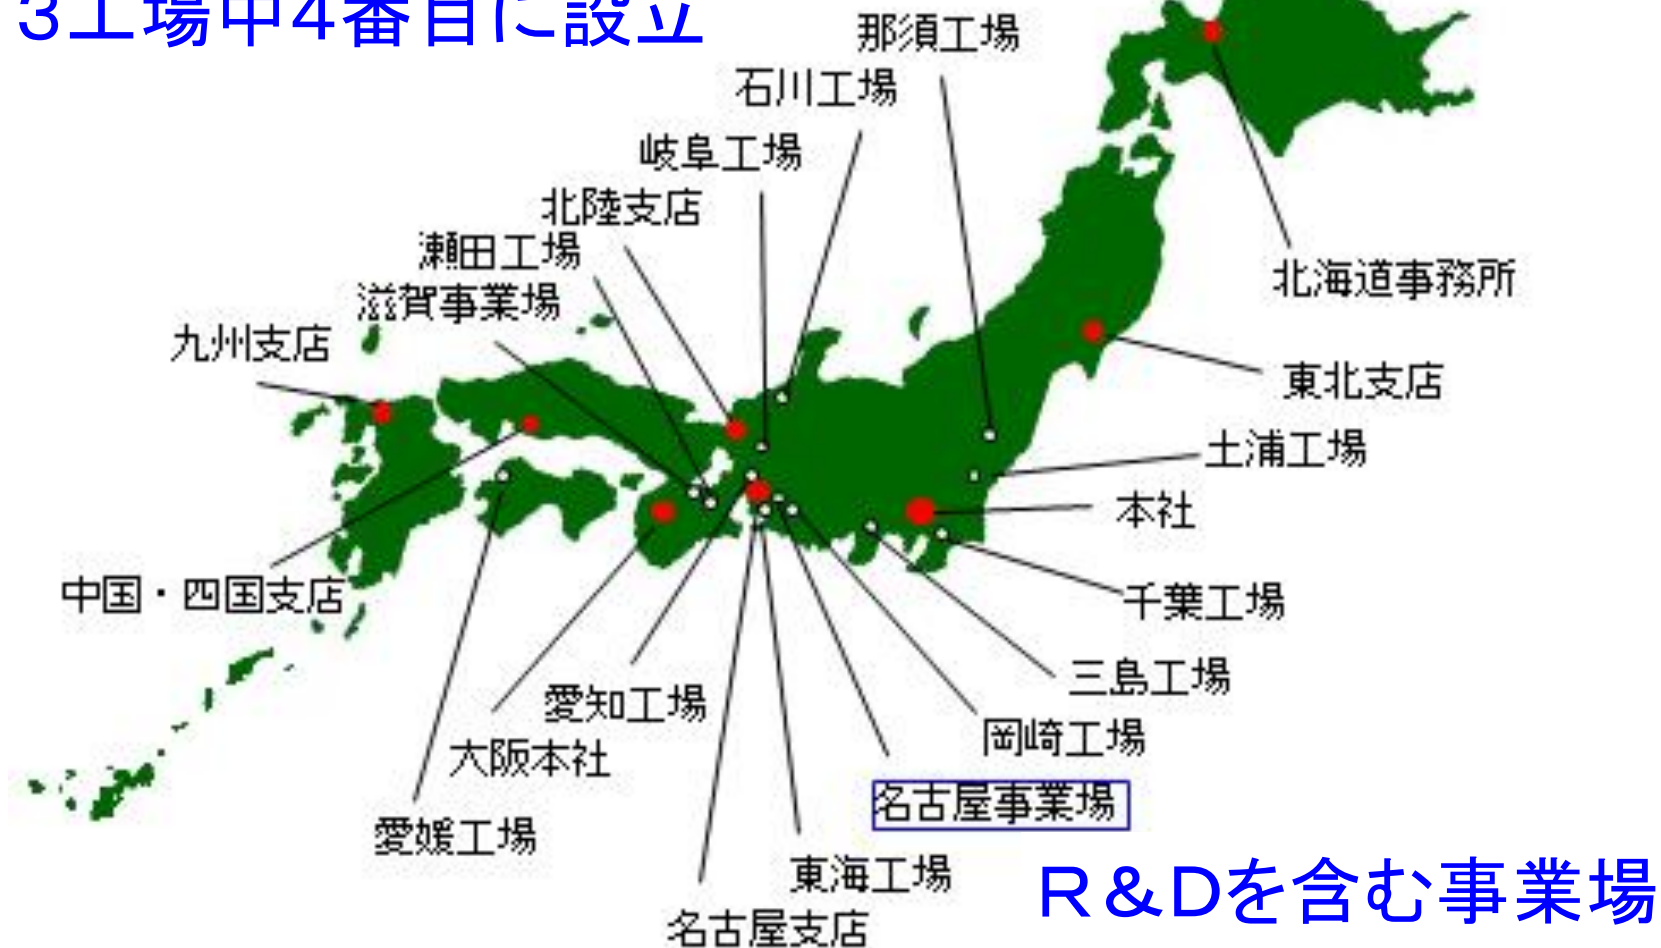 3工場中4番目に設立
那須工場
石川工場
岐阜工場
北陸支店
瀬田工場
滋賀事業場
九州支店
北海道事務所
東北支店
土浦工場
本社
中国・四国支店
千葉工場
三島工場
愛知工場
岡崎工場
大阪本社
名古屋事業場
愛媛工場
東海工場
R&Dを含む事業場
名古屋支店